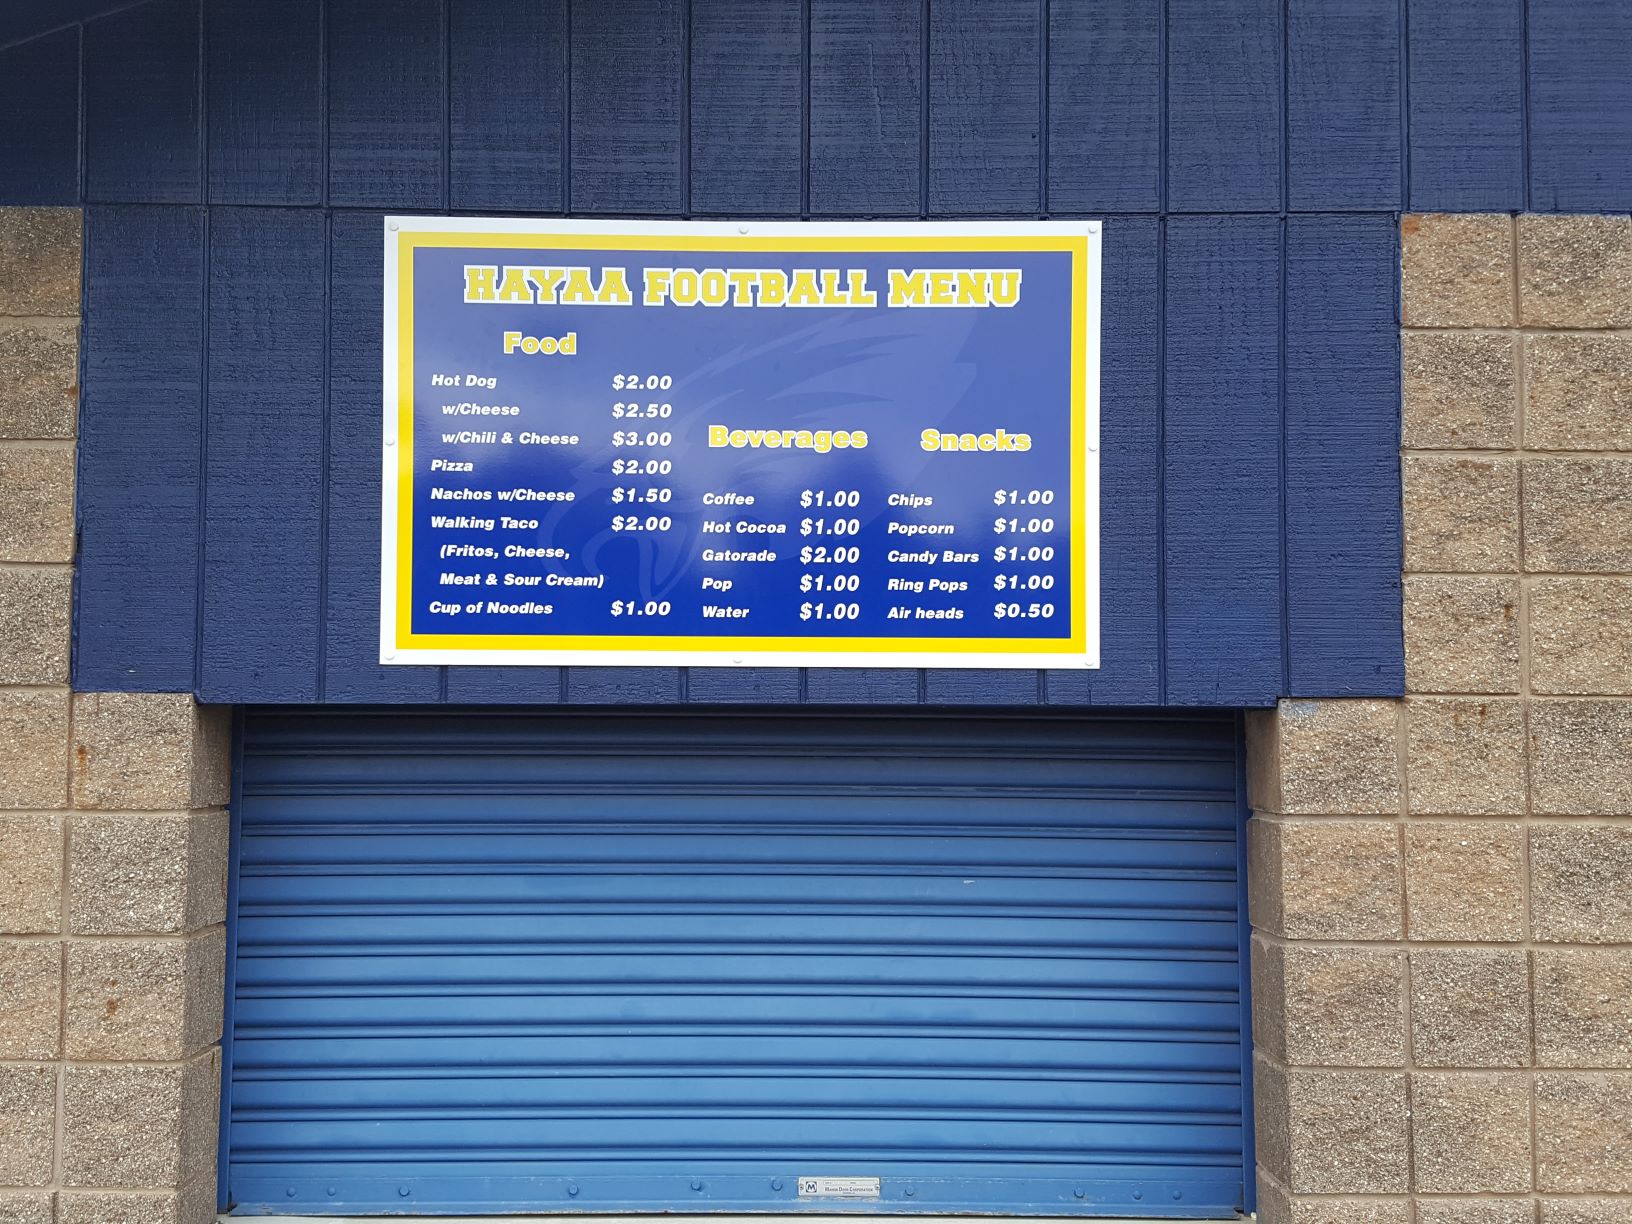 HAYAA FOOTBALL MENU
Food
Hot Dog $2.00
w/Cheese $2.50
w/Chili & Cheese $3.00
Pizza $2.00
Nachos w/Cheese $1.50
Walking Taco $2.00
(Fritos, Cheese,
Meat & Sour Cream)
Cup of Noodles $1.00
Beverages
Coffee $1.00
Hot Cocoa $1.00
Gatorade $2.00
Pop $1.00
Water $1.00
Snacks
Chips $1.00
Popcorn $1.00
Candy Bars $1.00
Ring Pops $1.00
Air heads $0.50
M